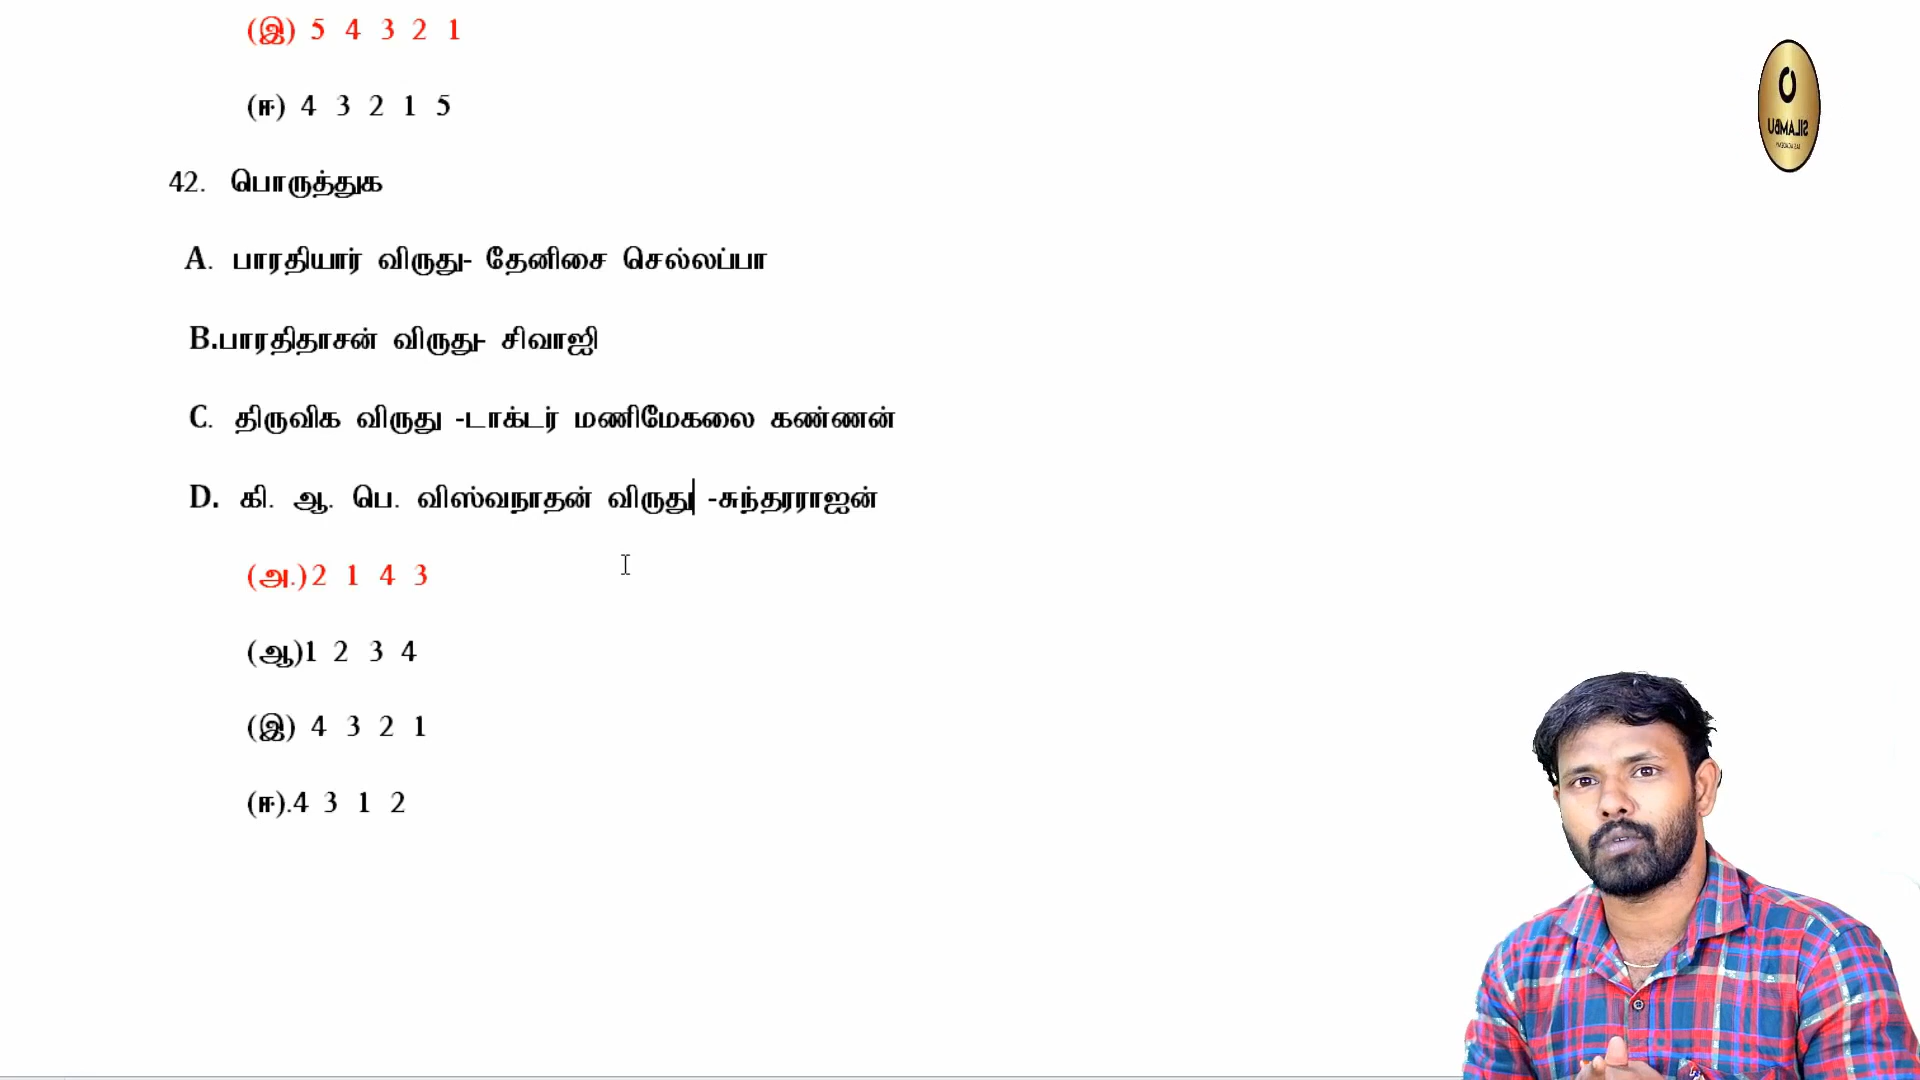 (இ) 5 4 3 2 1
(ஈ) 4 3 2 1 5
42. பொருத்துக
A. பாரதியார் விருது- தேனிசை செல்லப்பா
B.பாரதிதாசன் விருது- சிவாஜி
C. திருவிக விருது -டாக்டர் மணிமேகலை கண்ணன்
D. கி. ஆ. பெ. விஸ்வநாதன் விருது -சுந்தரராஜன்
(அ.)2 1 4 3
(ஆ)1 2 3 4
(இ) 4 3 2 1
(ஈ).4 3 1 2
SILAMBU